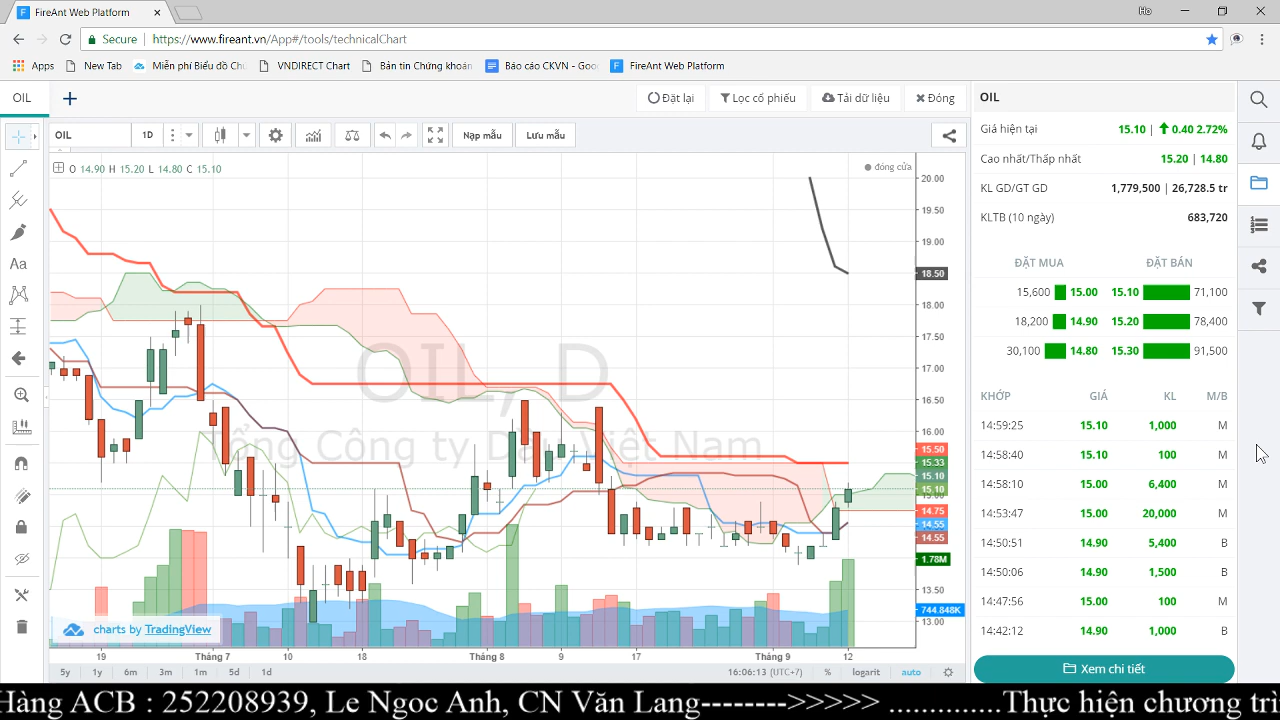 FireAnt Web Platform
Secure | https://www.fireant.vn/App#/tools/technicalChart
Apps New Tab Miễn phí Biểu đồ Chu VNDIRECT Chart Bản tin Chứng khoán Báo cáo CKVN - Goo FireAnt Web Platform
OIL
Đặt lại Lọc cổ phiếu Tải dữ liệu Đóng
OIL 1D Nạp mẫu Lưu mẫu
O 14.90 H 15.20 L 14.80 C 15.10
đóng cửa
Aa
OIL, D
Tổng Công ty Dầu Việt Nam
20.00
19.50
19.00
18.50
18.00
17.50
17.00
16.50
16.00
15.50
15.33
15.10
15.10
15.00
14.75
14.55
14.55
1.78M
13.50
744.848K
13.00
charts by TradingView
19 Tháng 7 10 18 Tháng 8 9 17 Tháng 9 12
5y 1y 6m 3m 1m 5d 1d 16:06:13 (UTC+7) % logarit auto
OIL
Giá hiện tại 15.10 | 0.40 2.72%
Cao nhất/Thấp nhất 15.20 | 14.80
KL GD/GT GD 1,779,500 | 26,728.5 tr
KLTB (10 ngày) 683,720
ĐẶT MUA ĐẶT BÁN
15,600 15.00 15.10 71,100
18,200 14.90 15.20 78,400
30,100 14.80 15.30 91,500
KHỚP GIÁ KL M/B
14:59:25 15.10 1,000 M
14:58:40 15.10 100 M
14:58:10 15.00 6,400 M
14:53:47 15.00 20,000 M
14:50:51 14.90 5,400 B
14:50:06 14.90 1,500 B
14:47:56 15.00 100 M
14:42:12 14.90 1,000 B
Xem chi tiết
Hàng ACB : 252208939, Le Ngoc Anh, CN Văn Lang-------->>>>> ..............Thực hiện chương trì